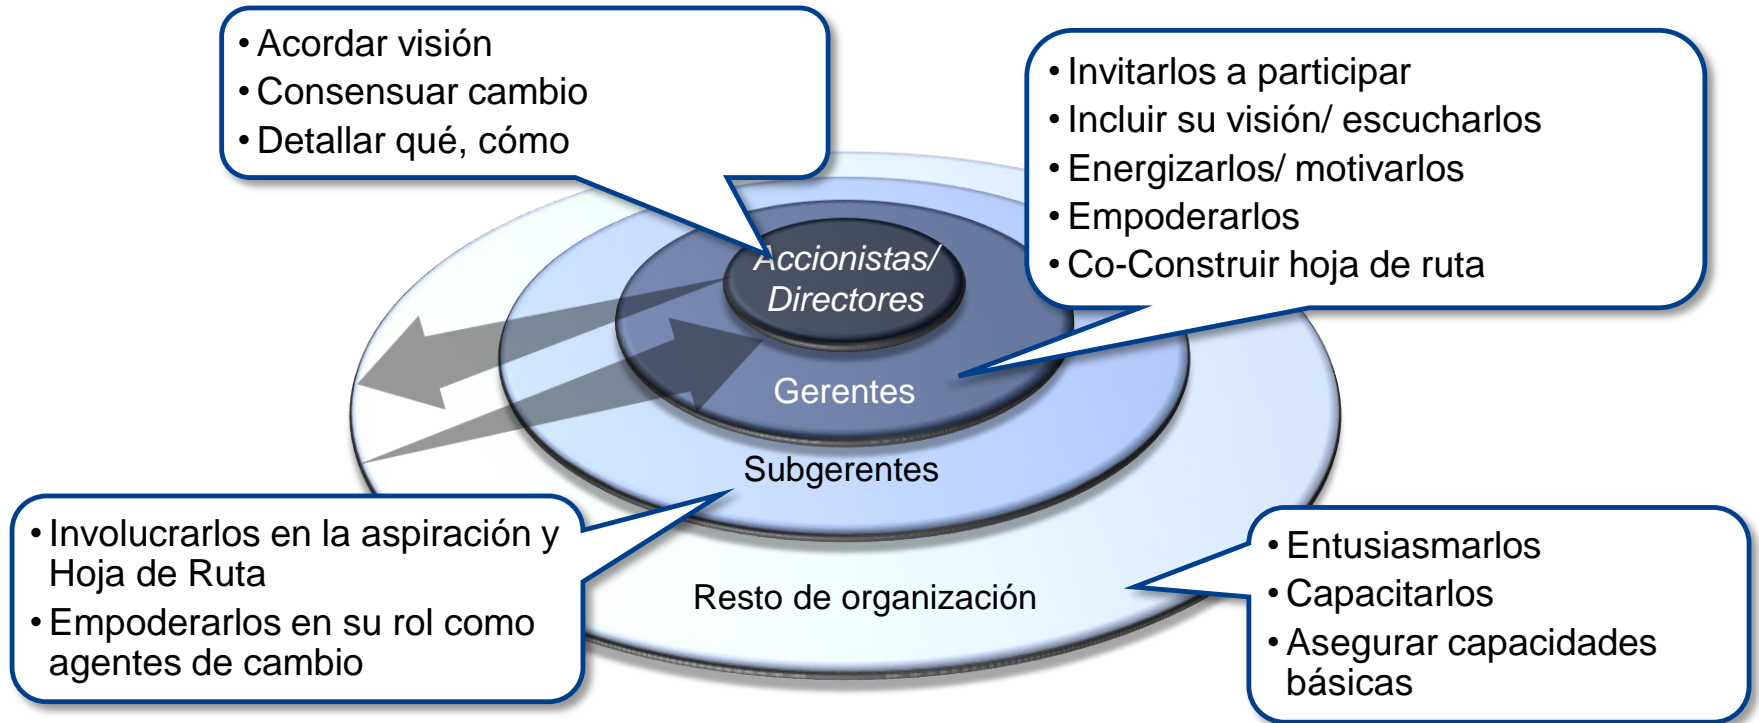 • Acordar visión
• Consensuar cambio
• Detallar qué, cómo
• Invitarlos a participar
• Incluir su visión/ escucharlos
• Energizarlos/ motivarlos
• Empoderarlos
• Co-Construir hoja de ruta
Accionistas/
Directores
Gerentes
Subgerentes
Resto de organización
• Involucrarlos en la aspiración y
Hoja de Ruta
• Empoderarlos en su rol como
agentes de cambio
• Entusiasmarlos
• Capacitarlos
• Asegurar capacidades
básicas